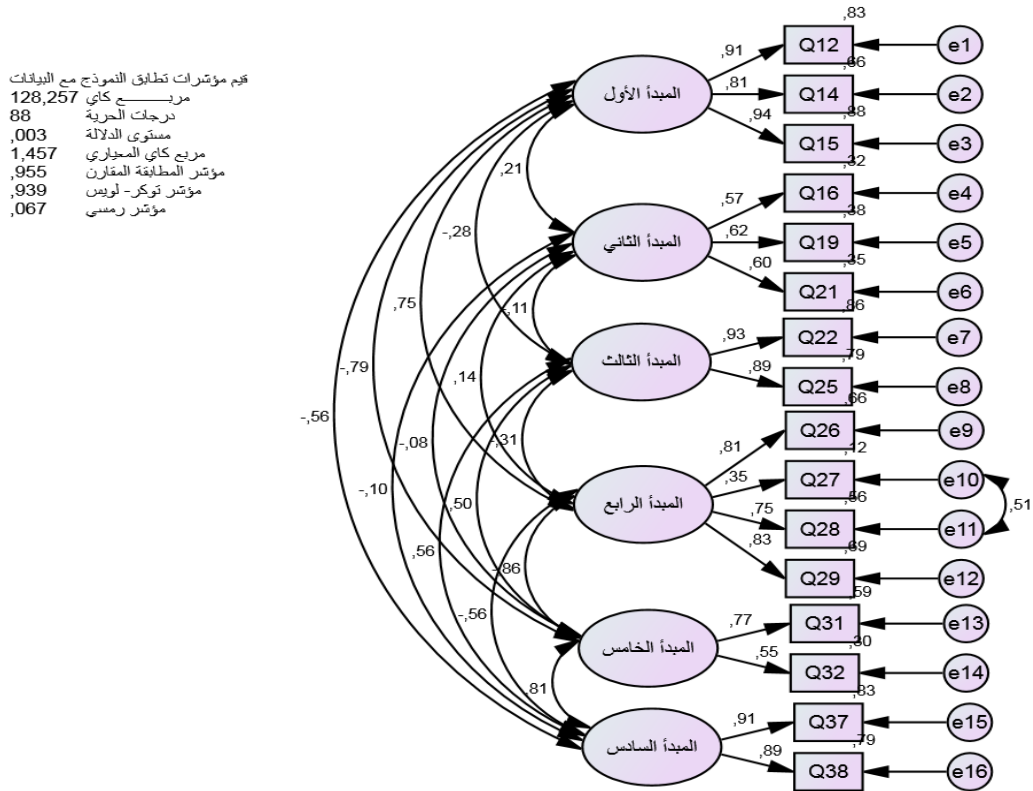 قيم مؤشرات تطابق النموذج مع البيانات
مربـــــــع كاي 128,257
درجات الحرية 88
مستوى الدلالة ,003
مربع كاي المعياري 1,457
مؤشر المطابقة المقارن ,955
مؤشر توكر- لويس ,939
مؤشر رمسي ,067
المبدأ الأول
المبدأ الثاني
المبدأ الثالث
المبدأ الرابع
المبدأ الخامس
المبدأ السادس
,83
,91 Q12 e1
,66
,81 Q14 e2
,88
,94 Q15 e3
,32
,57 Q16 e4
,38
,62 Q19 e5
,35
,60 Q21 e6
,86
,93 Q22 e7
,79
,89 Q25 e8
,66
,81 Q26 e9
,12
,35 Q27 e10
,56
,75 Q28 e11
,51
,69
,83 Q29 e12
,59
,77 Q31 e13
,30
,55 Q32 e14
,83
,91 Q37 e15
,79
,89 Q38 e16
,21
-,28
,75
-,11
-,79
,14
-,56
-,08
-,31
-,10
,50
,56
-,86
-,56
,81